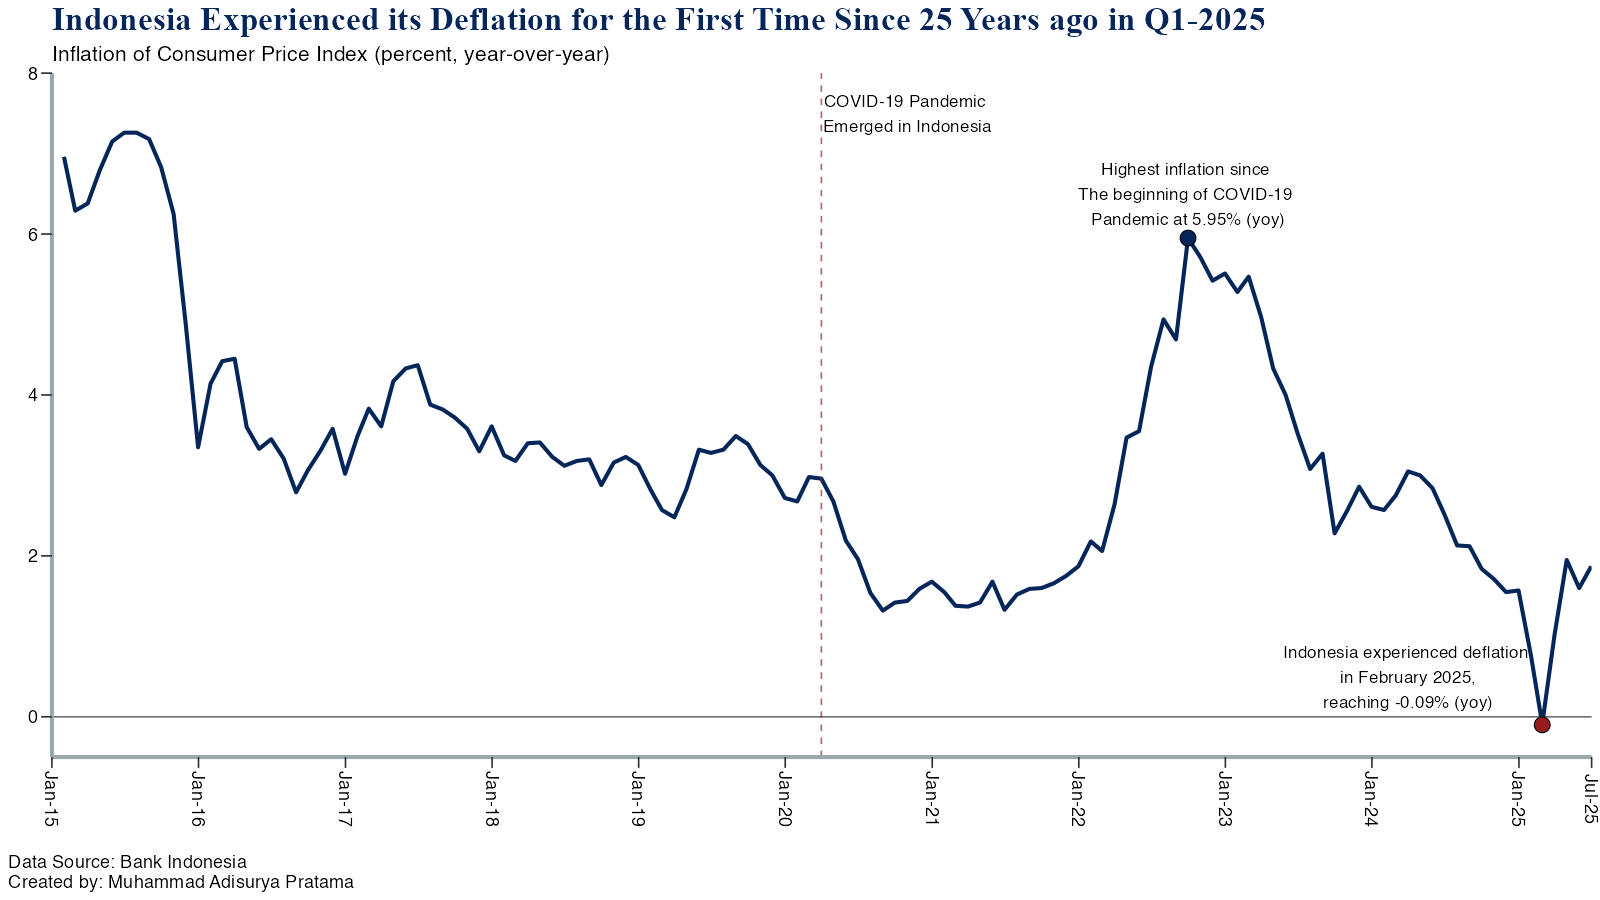 Indonesia Experienced its Deflation for the First Time Since 25 Years ago in Q1-2025
Inflation of Consumer Price Index (percent, year-over-year)
8
6
4
2
0
COVID-19 Pandemic
Emerged in Indonesia
Highest inflation since
The beginning of COVID-19
Pandemic at 5.95% (yoy)
Indonesia experienced deflation
in February 2025,
reaching -0.09% (yoy)
Jan-15
Jan-16
Jan-17
Jan-18
Jan-19
Jan-20
Jan-21
Jan-22
Jan-23
Jan-24
Jan-25
Jul-25
Data Source: Bank Indonesia
Created by: Muhammad Adisurya Pratama